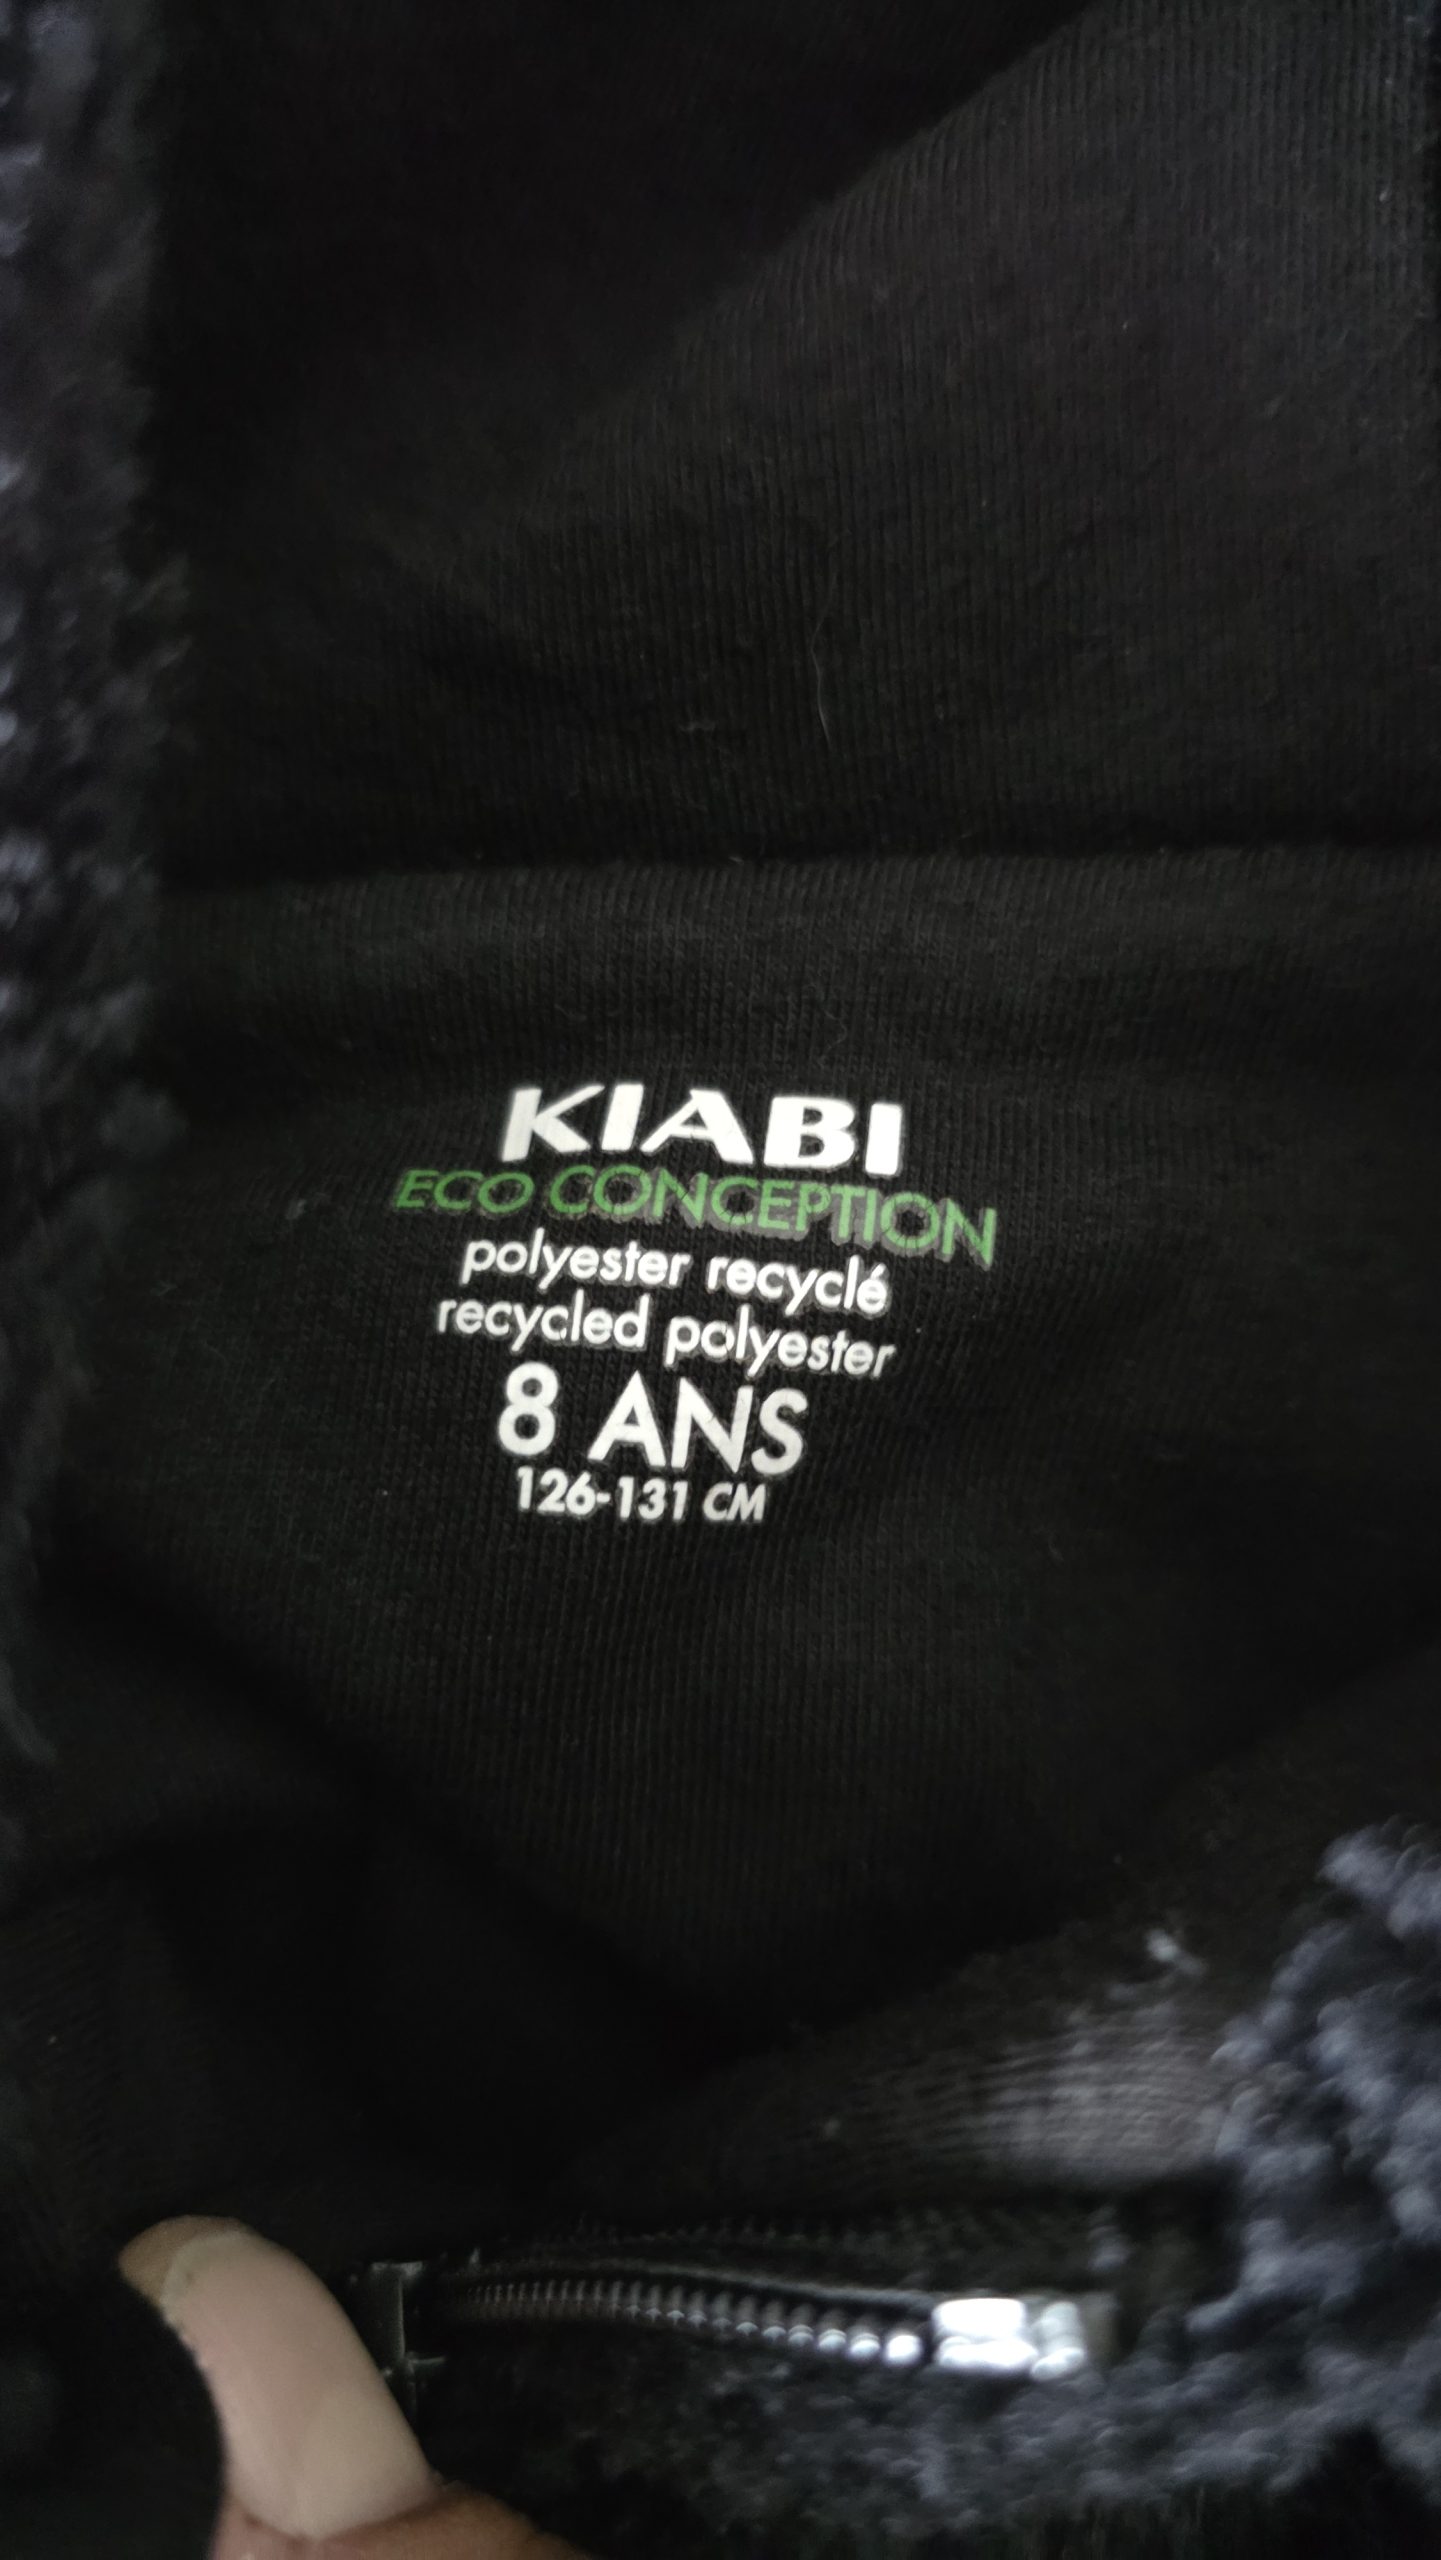 KIABI
ECO CONCEPTION
polyester recyclé
recycled polyester
8 ANS
126-131 CM